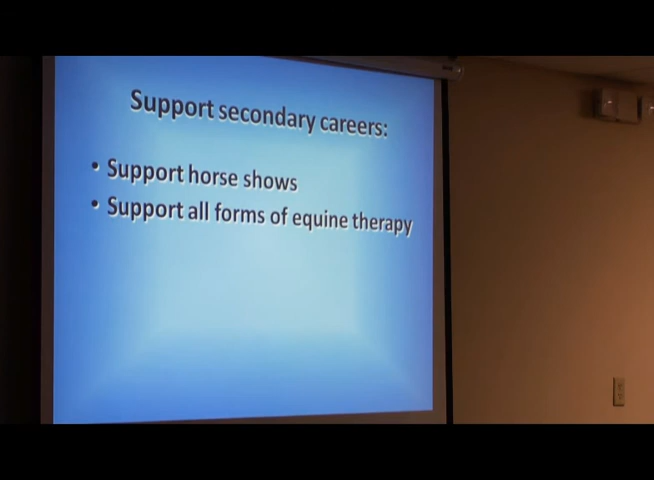 Support secondary careers:
• Support horse shows
• Support all forms of equine therapy